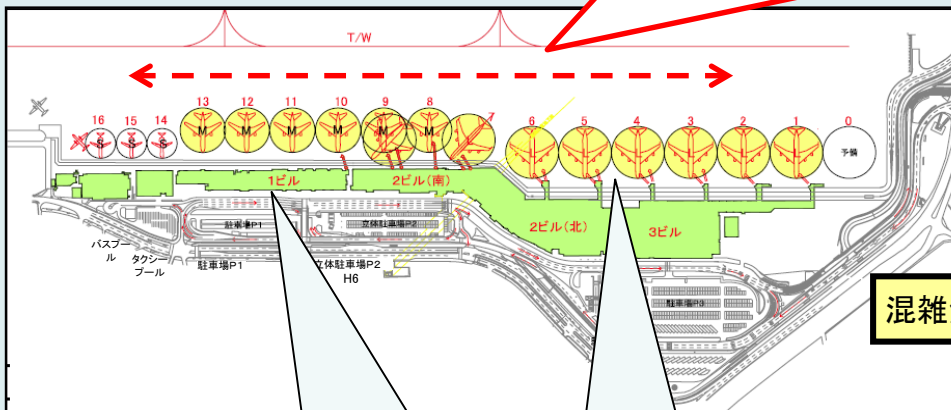 T/W
16
15
14
13
12
11
10
9
8
7
6
5
4
3
2
1
0
S
S
S
M
M
M
M
M
M
予備
1ビル
2ビル(南)
2ビル(北)
3ビル
駐車場P1
立体駐車場P2
バスプー
ル
タクシー
プール
駐車場P1
立体駐車場P2
H6
駐車場P3
混雑